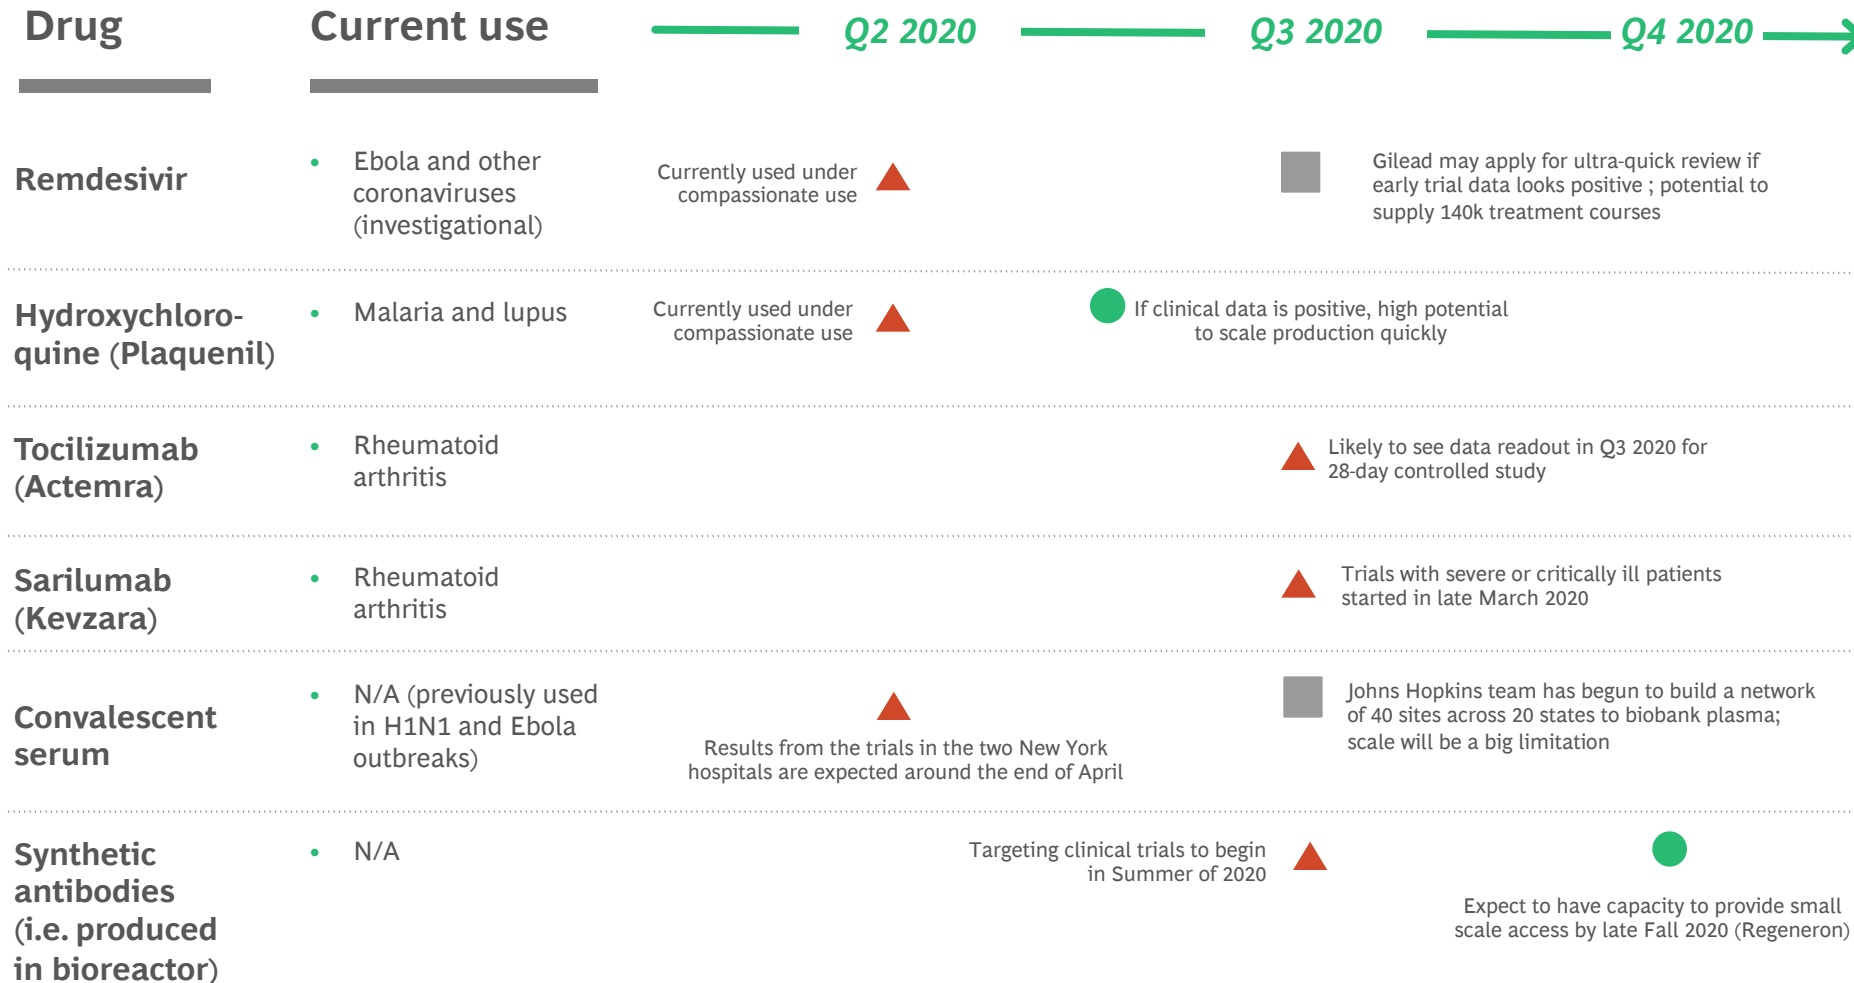 Drug
Current use
Q2 2020
Q3 2020
Q4 2020
Remdesivir
• Ebola and other
coronaviruses
(investigational)
Currently used under
compassionate use
Gilead may apply for ultra-quick review if
early trial data looks positive ; potential to
supply 140k treatment courses
Hydroxychloro-
quine (Plaquenil)
• Malaria and lupus
Currently used under
compassionate use
If clinical data is positive, high potential
to scale production quickly
Tocilizumab
(Actemra)
• Rheumatoid
arthritis
Likely to see data readout in Q3 2020 for
28-day controlled study
Sarilumab
(Kevzara)
• Rheumatoid
arthritis
Trials with severe or critically ill patients
started in late March 2020
Convalescent
serum
• N/A (previously used
in H1N1 and Ebola
outbreaks)
Results from the trials in the two New York
hospitals are expected around the end of April
Johns Hopkins team has begun to build a network
of 40 sites across 20 states to biobank plasma;
scale will be a big limitation
Synthetic
antibodies
(i.e. produced
in bioreactor)
• N/A
Targeting clinical trials to begin
in Summer of 2020
Expect to have capacity to provide small
scale access by late Fall 2020 (Regeneron)